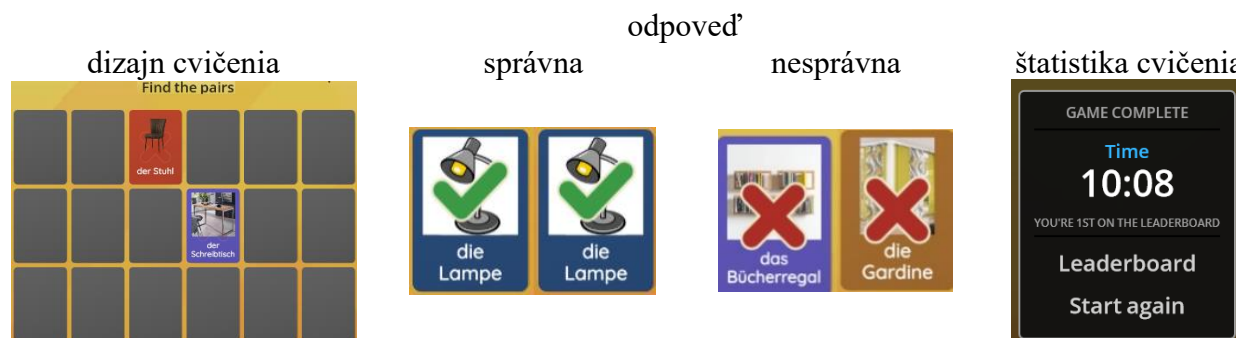 odpoveď
dizajn cvičenia
správna
nesprávna
štatistika cvičenia
Find the pairs
der Stuhl
der
Schreibtisch
die
Lampe
die
Lampe
das
Bücherregal
die
Gardine
GAME COMPLETE
Time
10:08
YOU'RE 1ST ON THE LEADERBOARD
Leaderboard
Start again